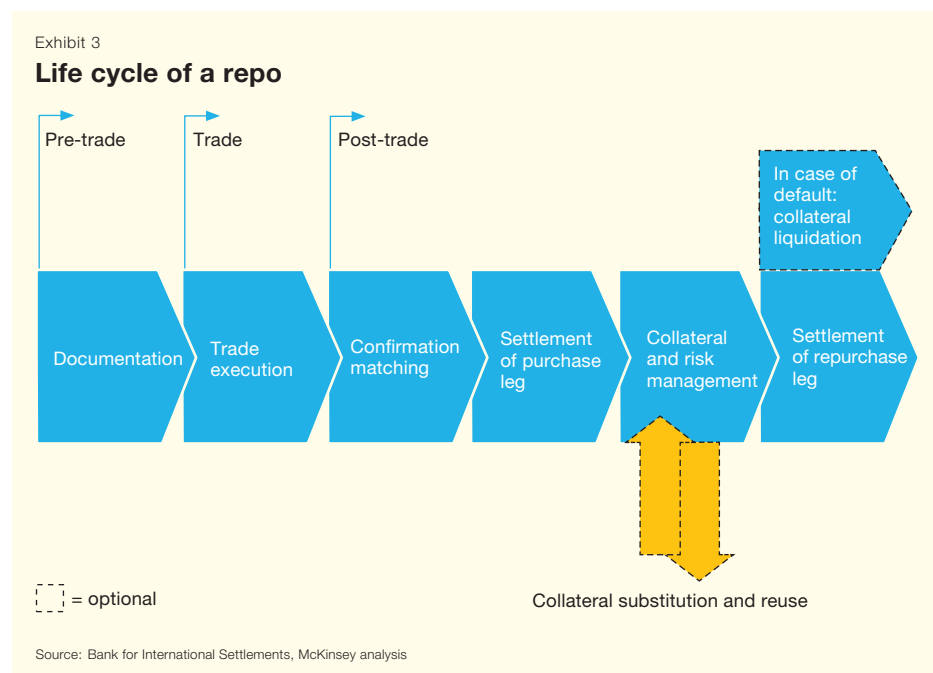 Exhibit 3
Life cycle of a repo
Pre-trade
Trade
Post-trade
In case of
default:
collateral
liquidation
Documentation
Trade
execution
Confirmation
matching
Settlement
of purchase
leg
Collateral
and risk
management
Settlement
of repurchase
leg
= optional
Collateral substitution and reuse
Source: Bank for International Settlements, McKinsey analysis